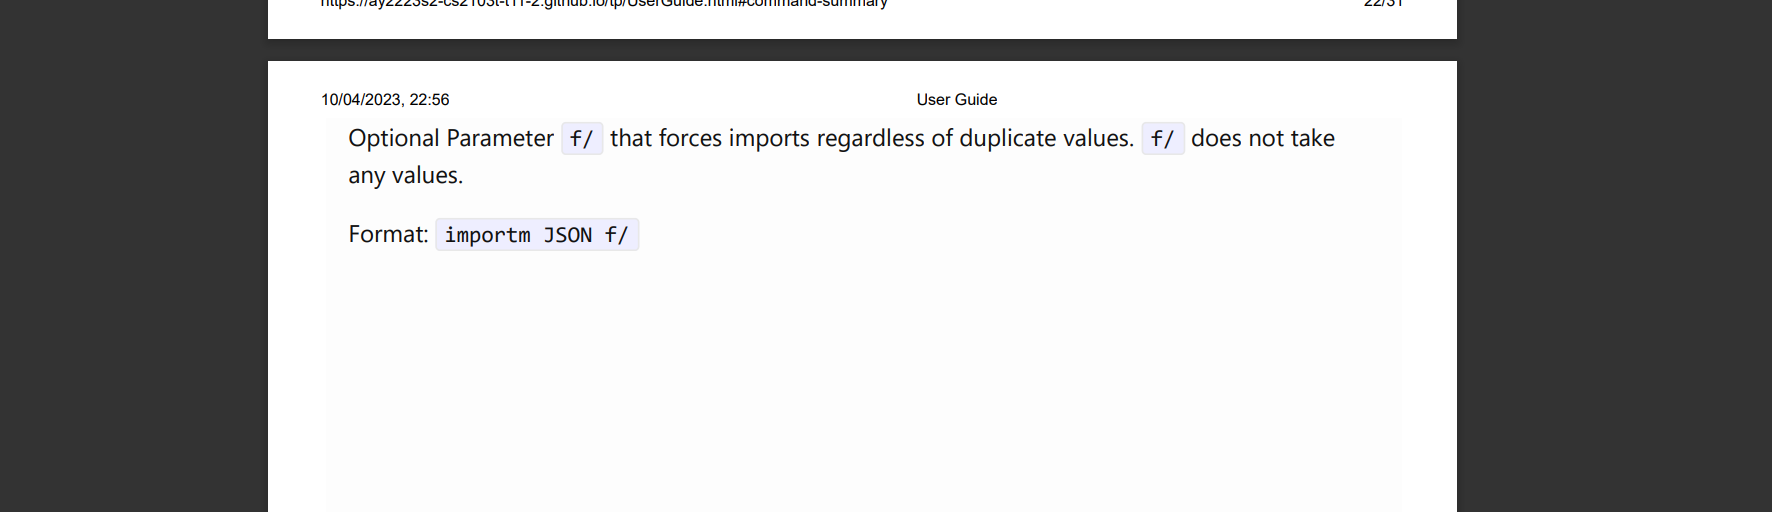 https://ay2223s2-cs2103t-t11-2.github.io/tp/UserGuide.html#command-summary 22/31
10/04/2023, 22:56 User Guide
Optional Parameter f/ that forces imports regardless of duplicate values. f/ does not take
any values.
Format: importm JSON f/